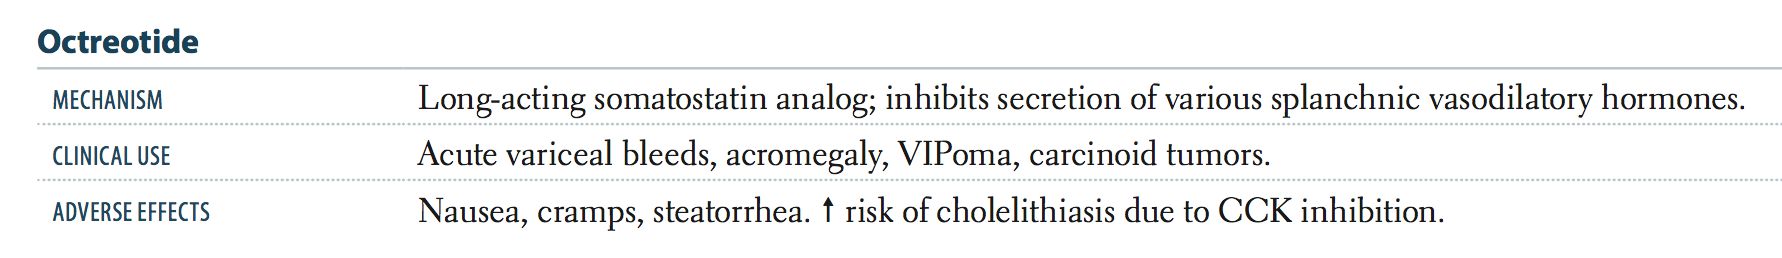 Octreotide
MECHANISM Long-acting somatostatin analog; inhibits secretion of various splanchnic vasodilatory hormones.
CLINICAL USE Acute variceal bleeds, acromegaly, VIPoma, carcinoid tumors.
ADVERSE EFFECTS Nausea, cramps, steatorrhea. ↑ risk of cholelithiasis due to CCK inhibition.